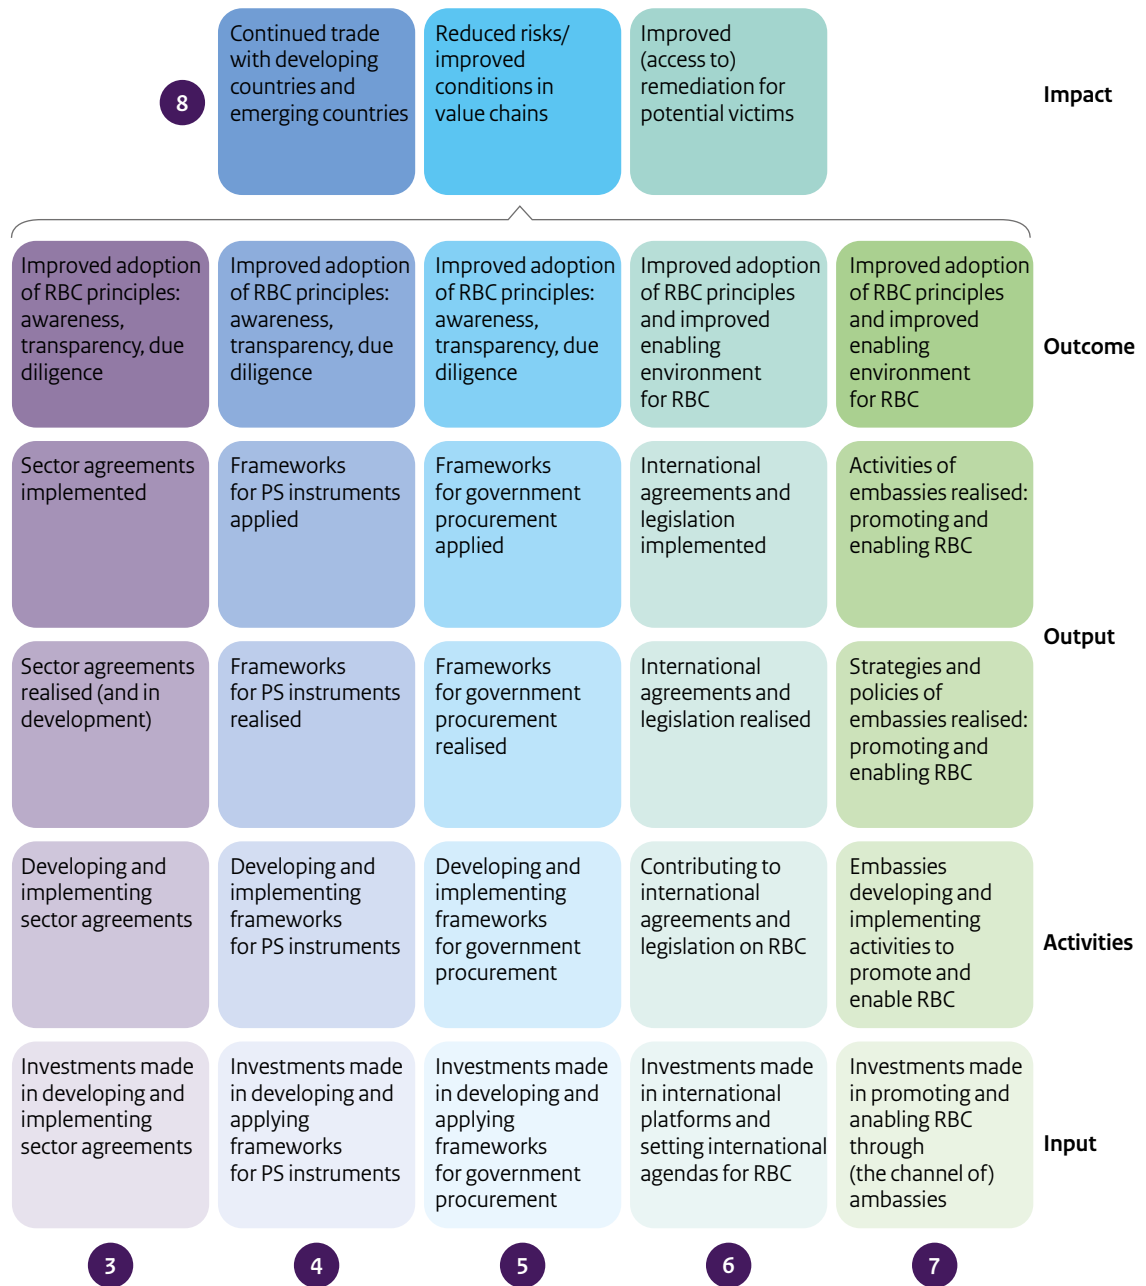 Continued trade
with developing
countries and
emerging countries
Reduced risks/
improved
conditions in
value chains
Improved
(access to)
remediation for
potential victims
Impact
8
Improved adoption
of RBC principles:
awareness,
transparency, due
diligence
Improved adoption
of RBC principles:
awareness,
transparency, due
diligence
Improved adoption
of RBC principles:
awareness,
transparency, due
diligence
Improved adoption
of RBC principles
and improved
enabling
environment
for RBC
Improved adoption
of RBC principles
and improved
enabling
environment
for RBC
Outcome
Sector agreements
implemented
Frameworks
for PS instruments
applied
Frameworks
for government
procurement
applied
International
agreements and
legislation
implemented
Activities of
embassies realised:
promoting and
enabling RBC
Output
Sector agreements
realised (and in
development)
Frameworks
for PS instruments
realised
Frameworks
for government
procurement
realised
International
agreements and
legislation realised
Strategies and
policies of
embassies realised:
promoting and
enabling RBC
Developing and
implementing
sector agreements
Developing and
implementing
frameworks
for PS instruments
Developing and
implementing
frameworks
for government
procurement
Contributing to
international
agreements and
legislation on RBC
Embassies
developing and
implementing
activities to
promote and
enable RBC
Activities
Investments made
in developing and
implementing
sector agreements
Investments made
in developing and
applying
frameworks
for PS instruments
Investments made
in developing and
applying
frameworks
for government
procurement
Investments made
in international
platforms and
setting international
agendas for RBC
Investments made
in promoting and
enabling RBC
through
(the channel of)
ambassies
Input
3
4
5
6
7